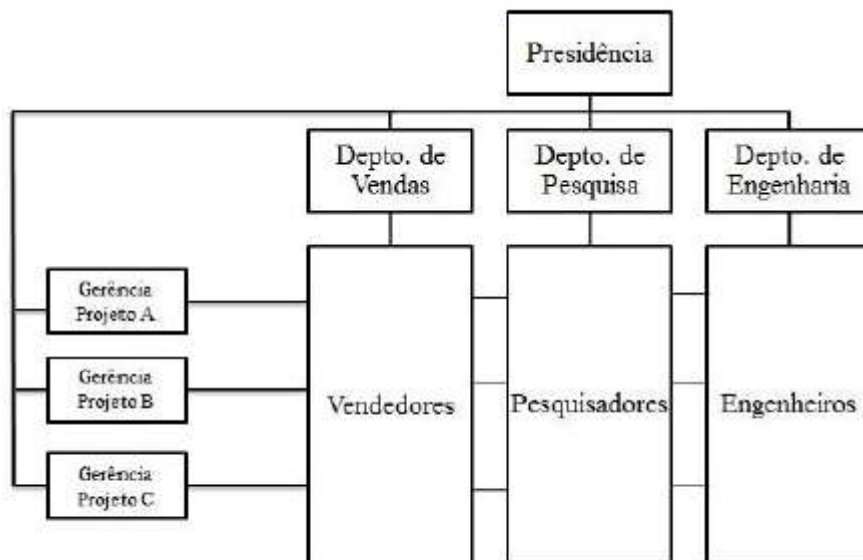 Presidência
Depto. de
Vendas
Depto. de
Pesquisa
Depto. de
Engenharia
Gerência
Projeto A
Gerência
Projeto B
Gerência
Projeto C
Vendedores
Pesquisadores
Engenheiros